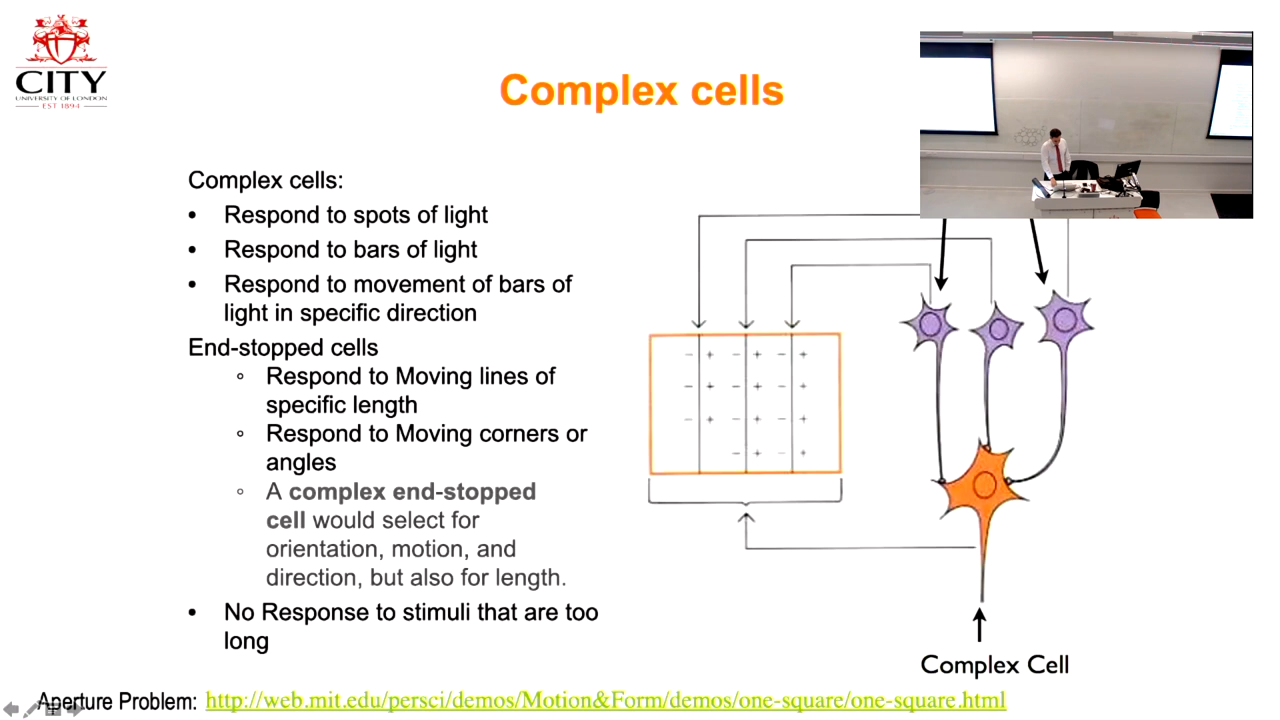 CITY
UNIVERSITY OF LONDON
EST 1894
Complex cells
Complex cells:
• Respond to spots of light
• Respond to bars of light
• Respond to movement of bars of
light in specific direction
End-stopped cells
◦ Respond to Moving lines of
specific length
◦ Respond to Moving corners or
angles
◦ A complex end-stopped
cell would select for
orientation, motion, and
direction, but also for length.
• No Response to stimuli that are too
long
− + − + − +
− + − + − +
− + − + − +
− + − +
Complex Cell
Aperture Problem: http://web.mit.edu/persci/demos/Motion&Form/demos/one-square/one-square.html